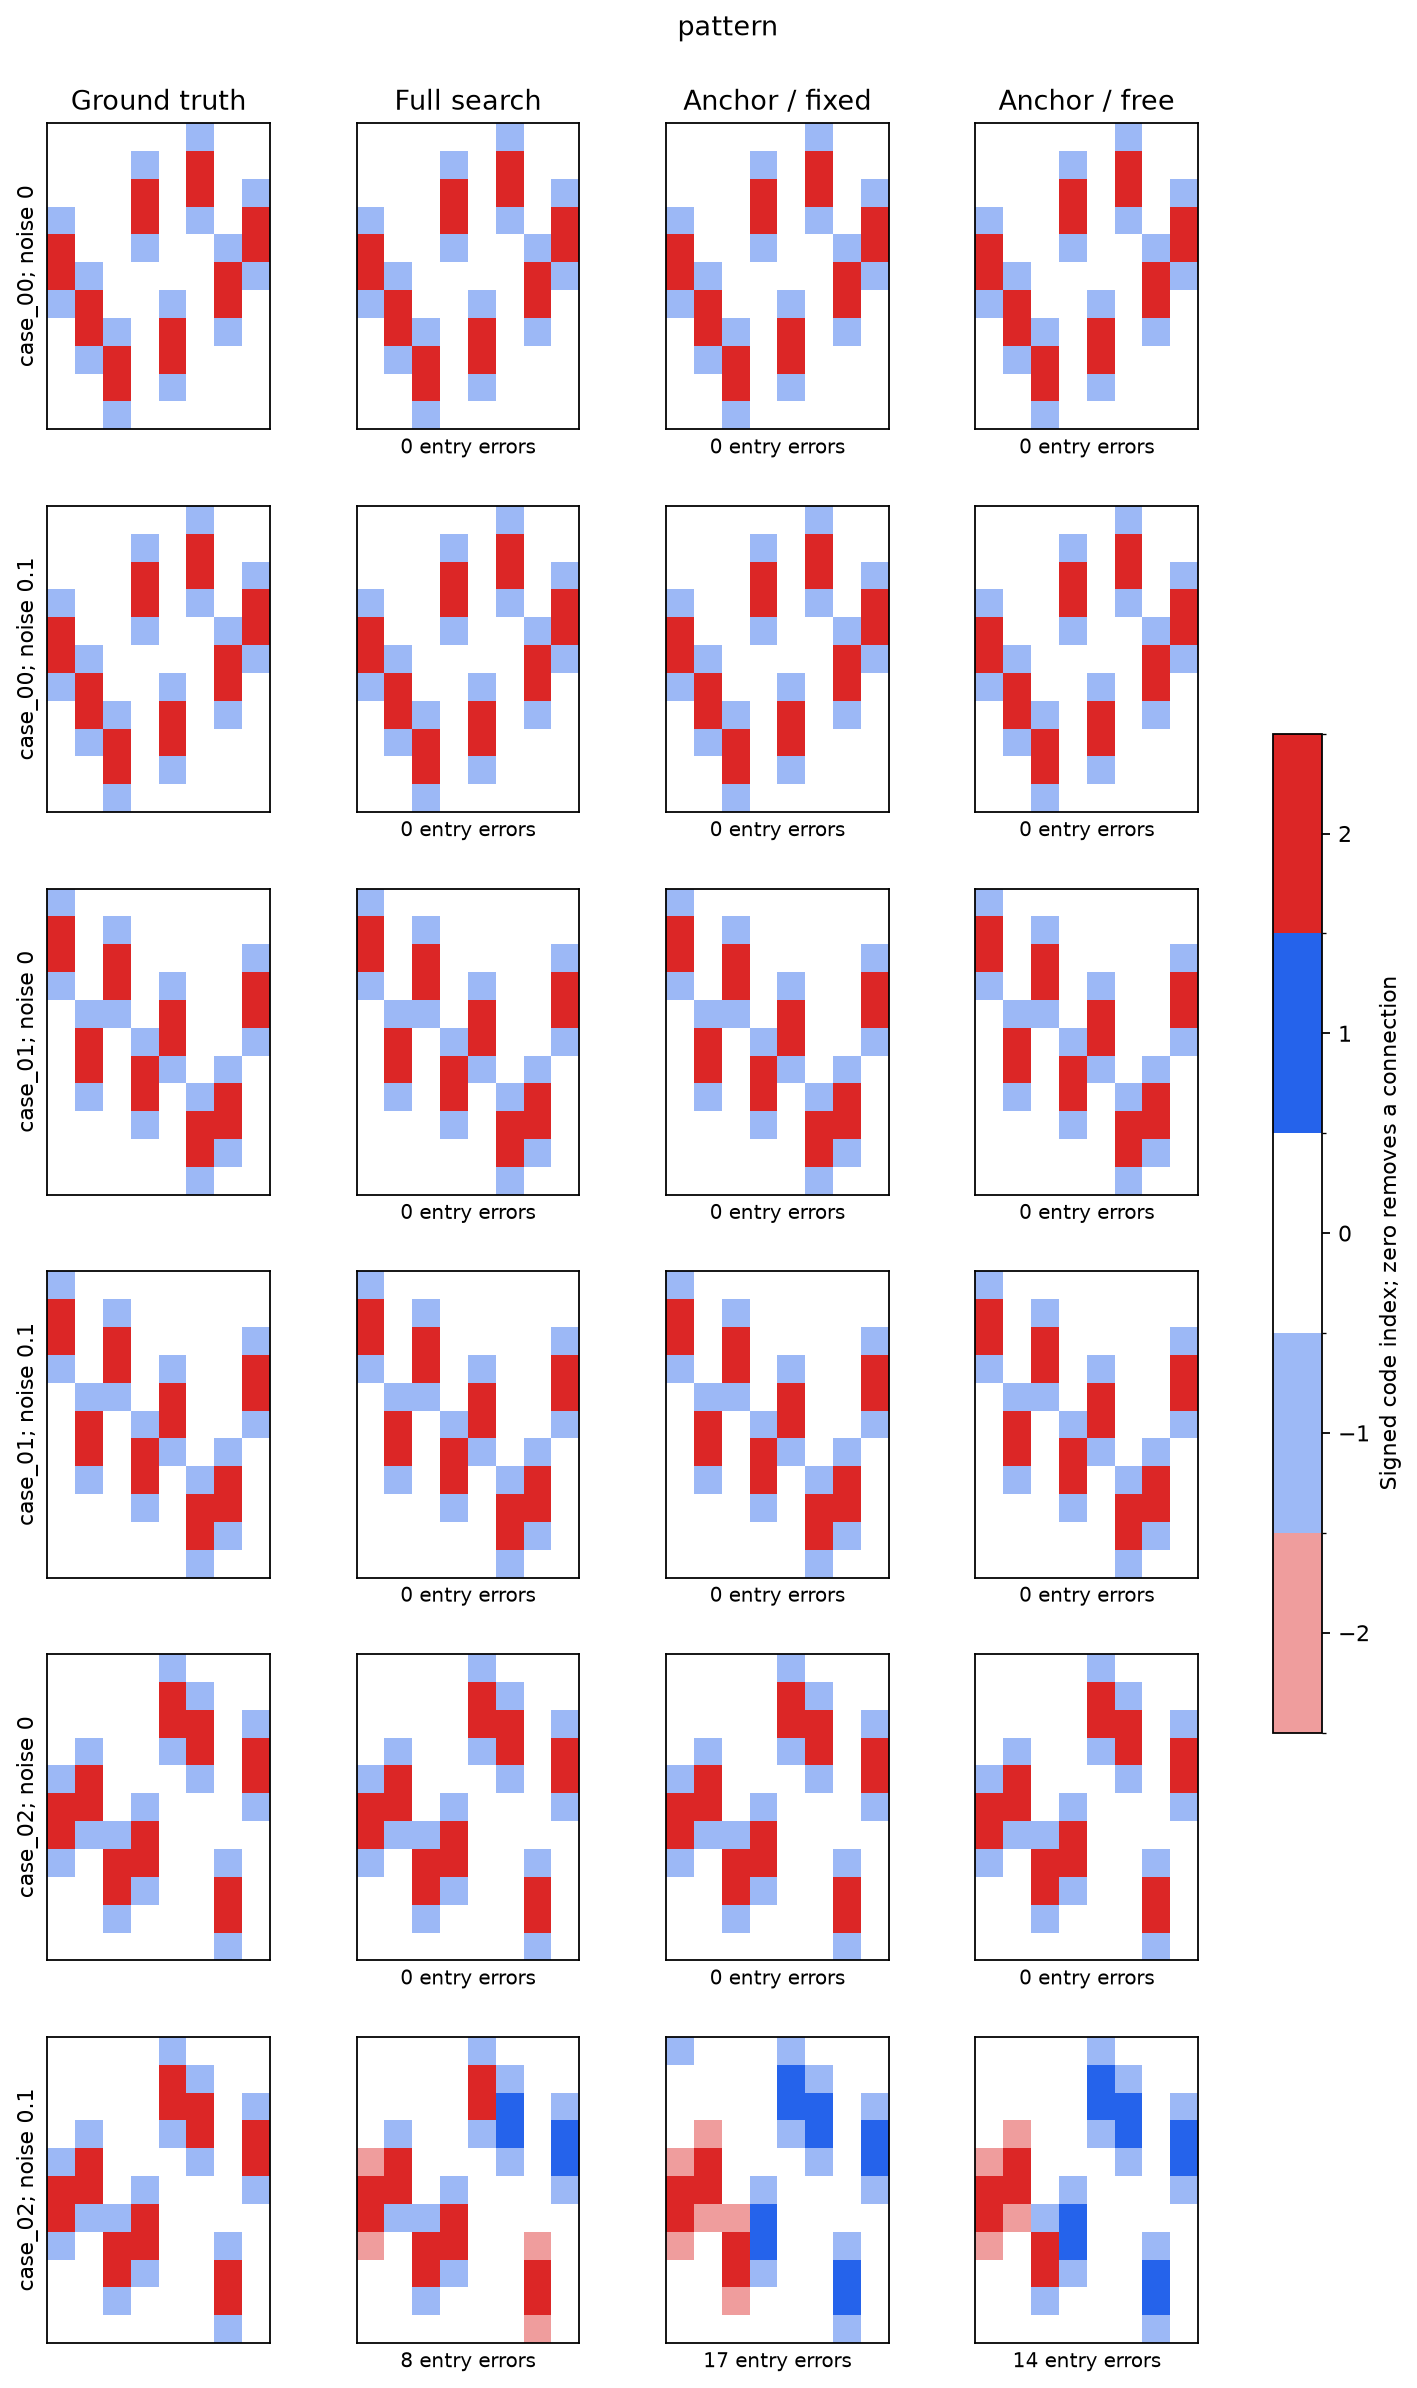 pattern
Ground truth
Full search
Anchor / fixed
Anchor / free
case_00; noise 0
0 entry errors
0 entry errors
0 entry errors
case_00; noise 0.1
0 entry errors
0 entry errors
0 entry errors
case_01; noise 0
0 entry errors
0 entry errors
0 entry errors
case_01; noise 0.1
0 entry errors
0 entry errors
0 entry errors
case_02; noise 0
0 entry errors
0 entry errors
0 entry errors
case_02; noise 0.1
8 entry errors
17 entry errors
14 entry errors
2
1
0
−1
−2
Signed code index; zero removes a connection